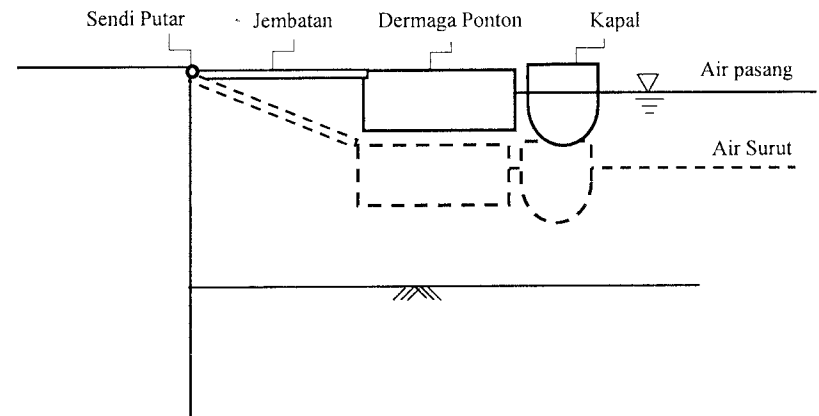 Sendi Putar
Jembatan
Dermaga Ponton
Kapal
Air pasang
Air Surut